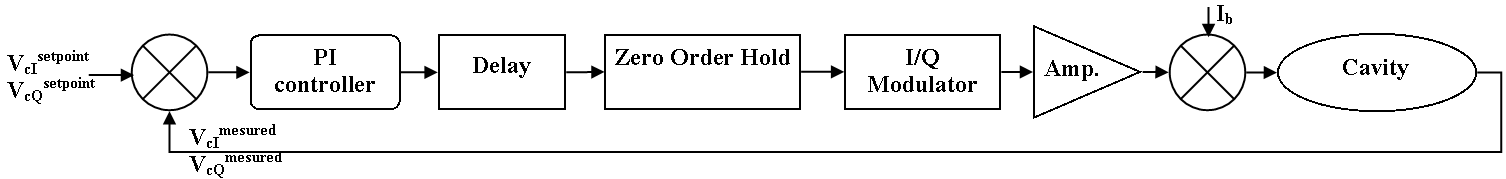 V_cI^setpoint
V_cQ^setpoint
PI
controller
Delay
Zero Order Hold
I/Q
Modulator
Amp.
I_b
Cavity
V_cI^mesured
V_cQ^mesured